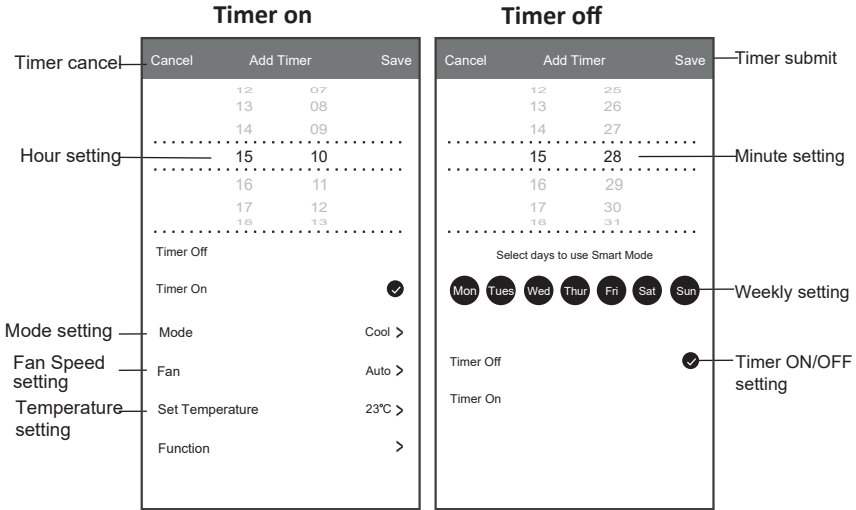 Timer on
Timer off
Timer cancel
Cancel Add Timer Save
Cancel Add Timer Save
Timer submit
12 07
13 08
14 09
Hour setting
15 10
16 11
17 12
18 13
12 25
13 26
14 27
15 28
Minute setting
16 29
17 30
18 31
Timer Off
Timer On
Mode setting
Mode Cool >
Fan Speed
setting
Fan Auto >
Temperature
setting
Set Temperature 23℃ >
Function >
Select days to use Smart Mode
Mon Tues Wed Thur Fri Sat Sun
Weekly setting
Timer Off
Timer ON/OFF
setting
Timer On